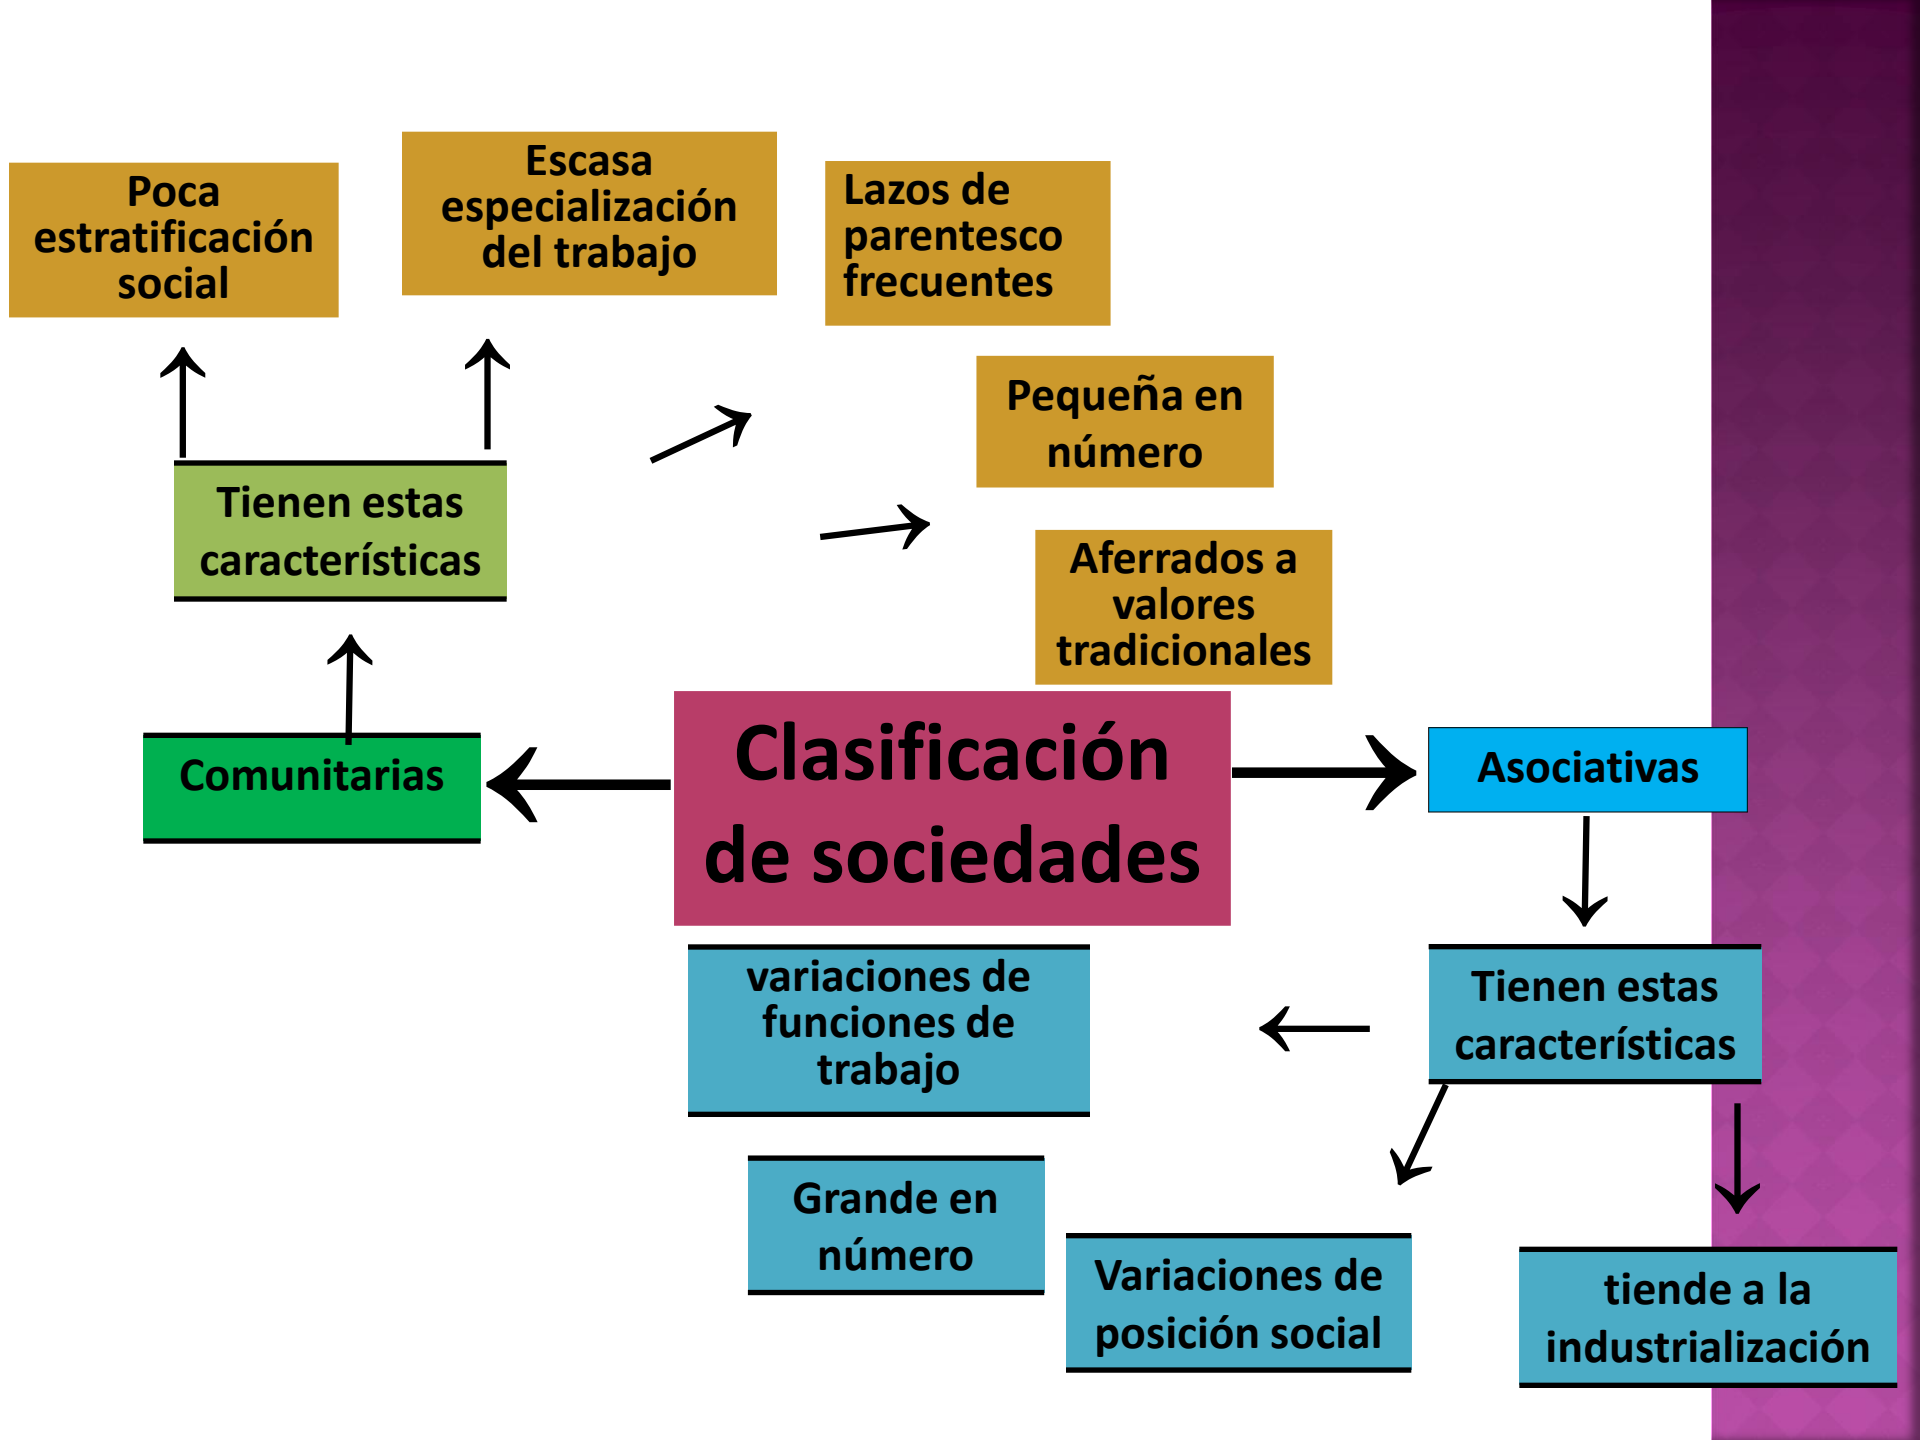 Poca
estratificación
social
Escasa
especialización
del trabajo
Lazos de
parentesco
frecuentes
Pequeña en
número
Tienen estas
características
Aferrados a
valores
tradicionales
Comunitarias
Clasificación
de sociedades
Asociativas
variaciones de
funciones de
trabajo
Tienen estas
características
Grande en
número
Variaciones de
posición social
tiende a la
industrialización